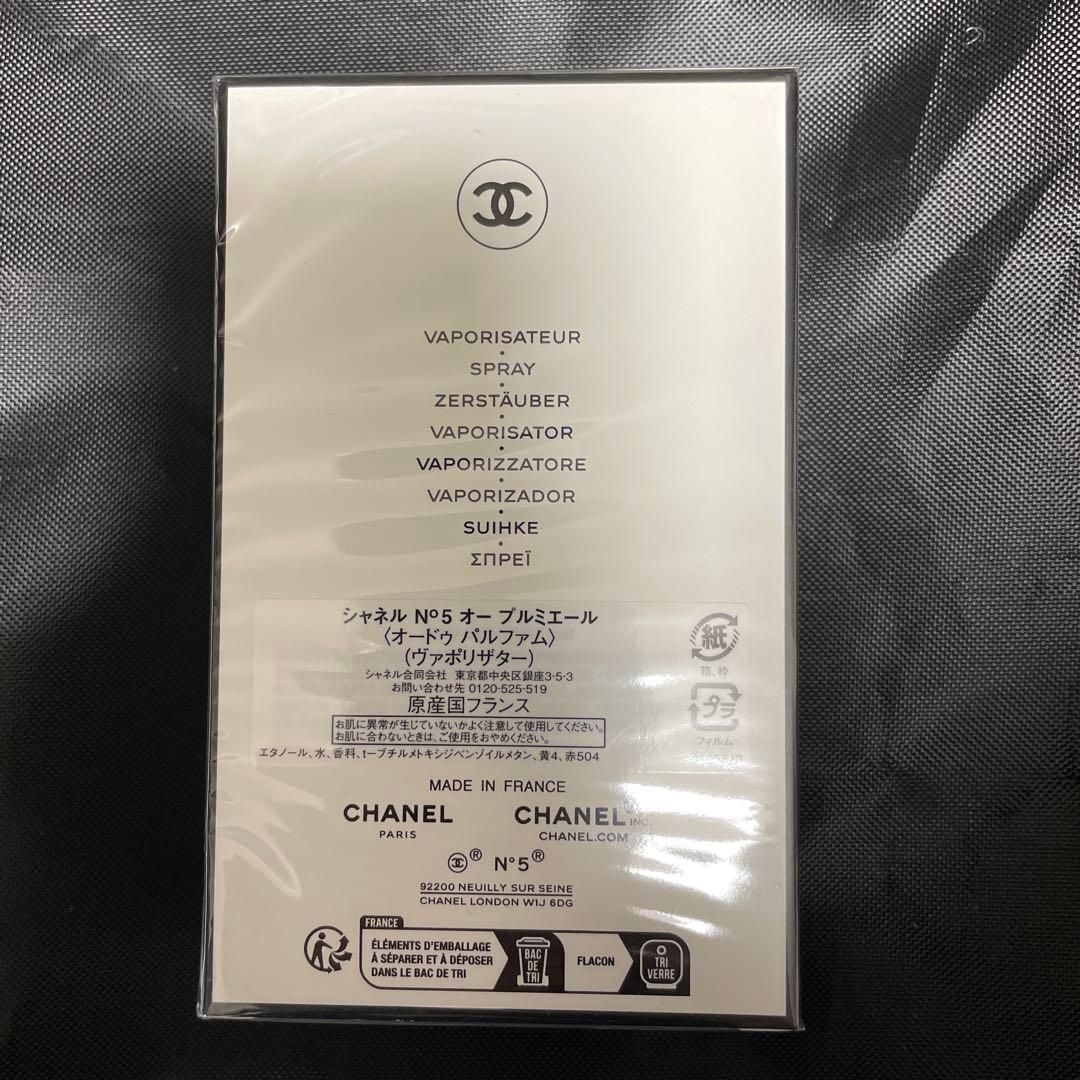 VAPORISATEUR
SPRAY
ZERSTÄUBER
VAPORISATOR
VAPORIZZATORE
VAPORIZADOR
SUIHKE
ΣΠΡΕΪ
シャネル Nº5 オー プルミエール
〈オードゥ パルファム〉
(ヴァポリザター)
シャネル合同会社 東京都中央区銀座3-5-3
お問い合わせ先 0120-525-519
原産国フランス
お肌に異常が生じていないかよく注意して使用してください。
お肌に合わないときは、ご使用をおやめください。
エタノール、水、香料、t-ブチルメトキシジベンゾイルメタン、黄4、赤504
紙
箱、枠
プラ
フィルム
MADE IN FRANCE
CHANEL
PARIS
CHANEL INC.
CHANEL.COM
® N°5®
92200 NEUILLY SUR SEINE
CHANEL LONDON W1J 6DG
FRANCE
ÉLÉMENTS D'EMBALLAGE
À SÉPARER ET À DÉPOSER
DANS LE BAC DE TRI
BAC
DE
TRI
FLACON
TRI
VERRE